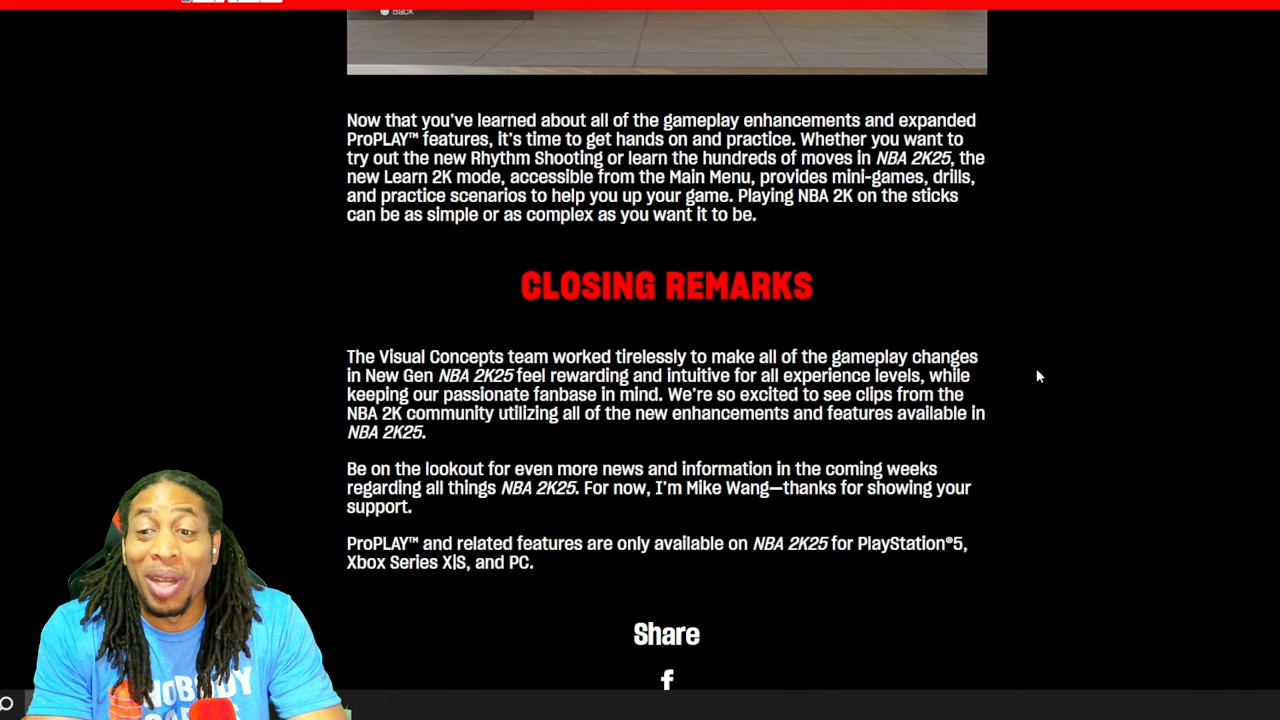 Back
Now that you've learned about all of the gameplay enhancements and expanded
ProPLAY™ features, it's time to get hands on and practice. Whether you want to
try out the new Rhythm Shooting or learn the hundreds of moves in NBA 2K25, the
new Learn 2K mode, accessible from the Main Menu, provides mini-games, drills,
and practice scenarios to help you up your game. Playing NBA 2K on the sticks
can be as simple or as complex as you want it to be.
CLOSING REMARKS
The Visual Concepts team worked tirelessly to make all of the gameplay changes
in New Gen NBA 2K25 feel rewarding and intuitive for all experience levels, while
keeping our passionate fanbase in mind. We're so excited to see clips from the
NBA 2K community utilizing all of the new enhancements and features available in
NBA 2K25.
Be on the lookout for even more news and information in the coming weeks
regarding all things NBA 2K25. For now, I'm Mike Wang—thanks for showing your
support.
ProPLAY™ and related features are only available on NBA 2K25 for PlayStation®5,
Xbox Series X|S, and PC.
Share
f
NOBODY